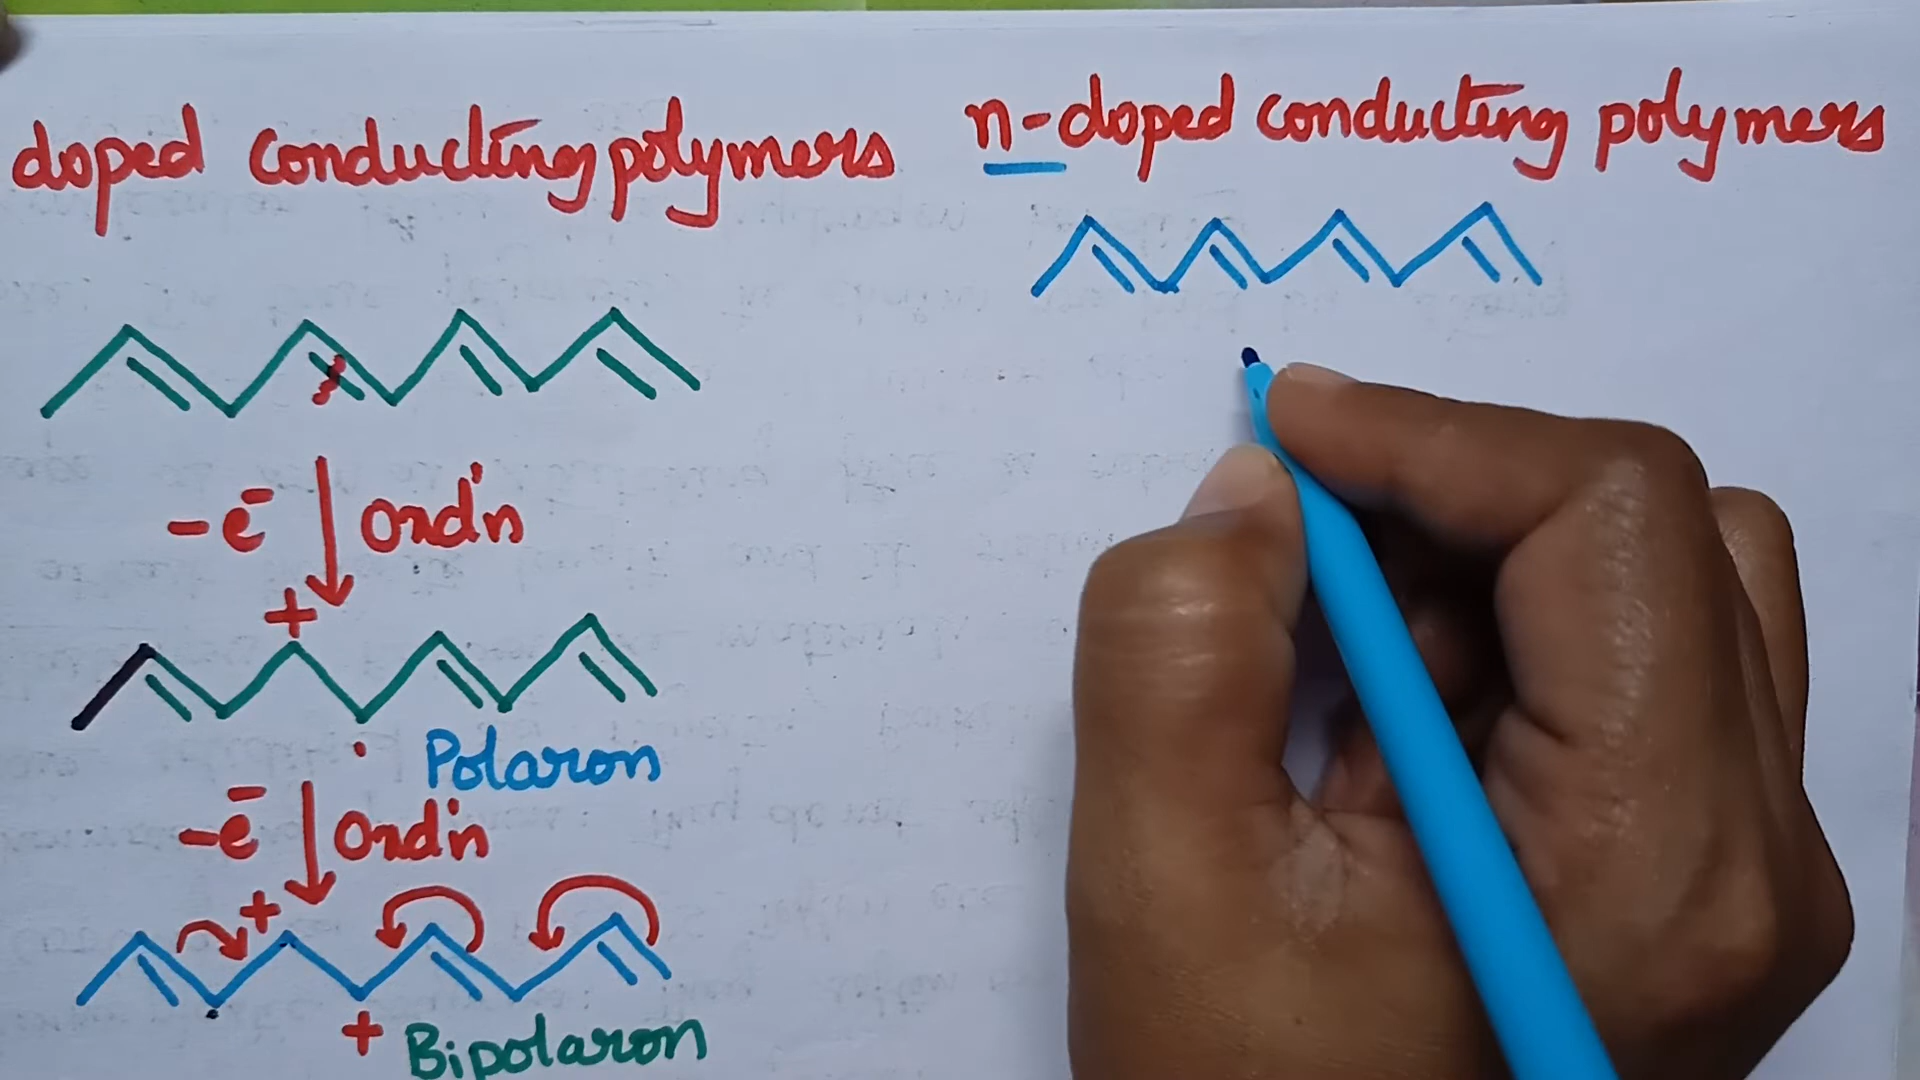 doped conducting polymers
-e⁻ Oxd'n
+
Polaron
-e⁻ Oxd'n
+
+ Bipolaron
n-doped conducting polymers